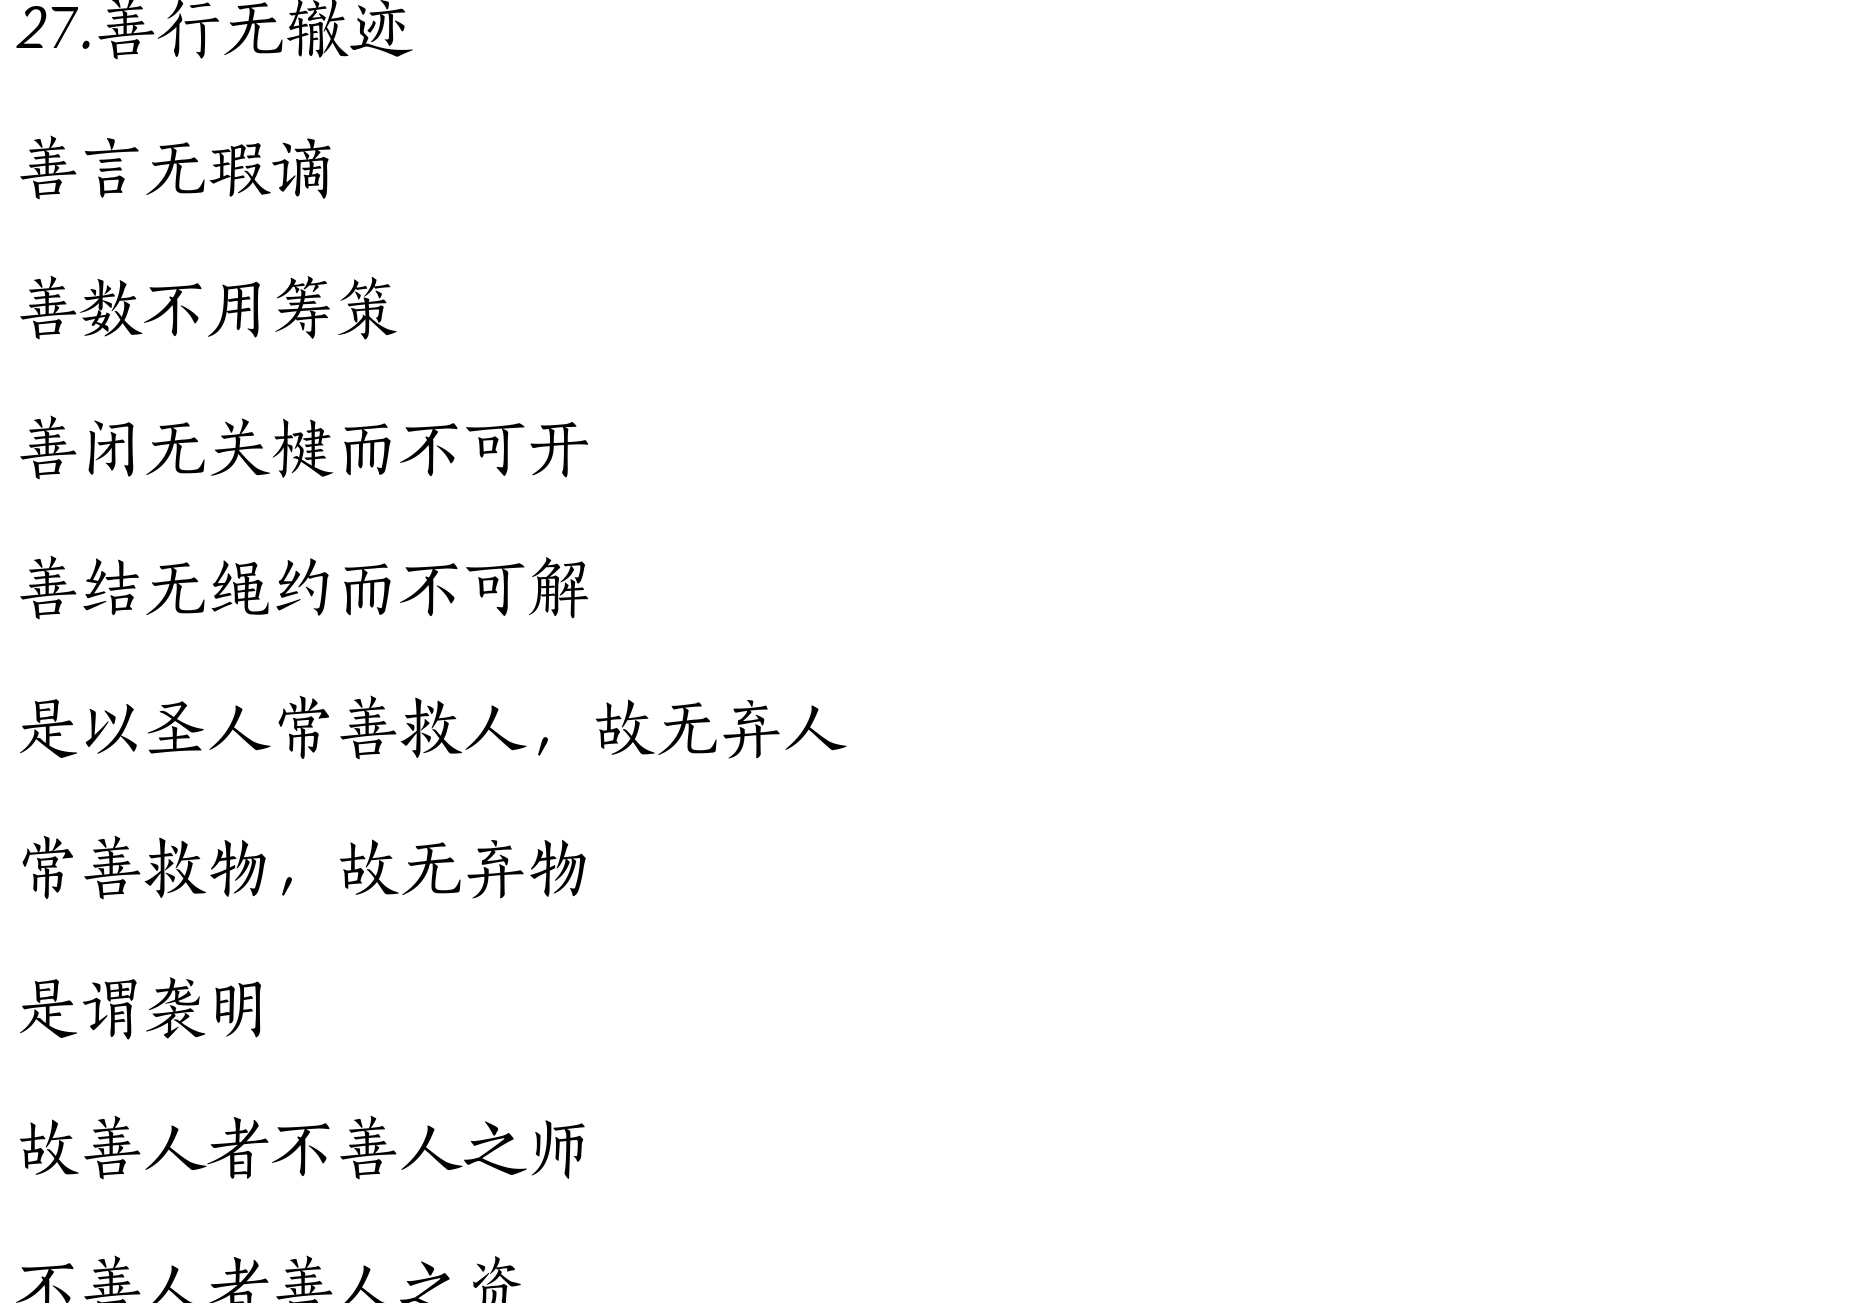 27.善行无辙迹
善言无瑕谪
善数不用筹策
善闭无关楗而不可开
善结无绳约而不可解
是以圣人常善救人，故无弃人
常善救物，故无弃物
是谓袭明
故善人者不善人之师
不善人者善人之资